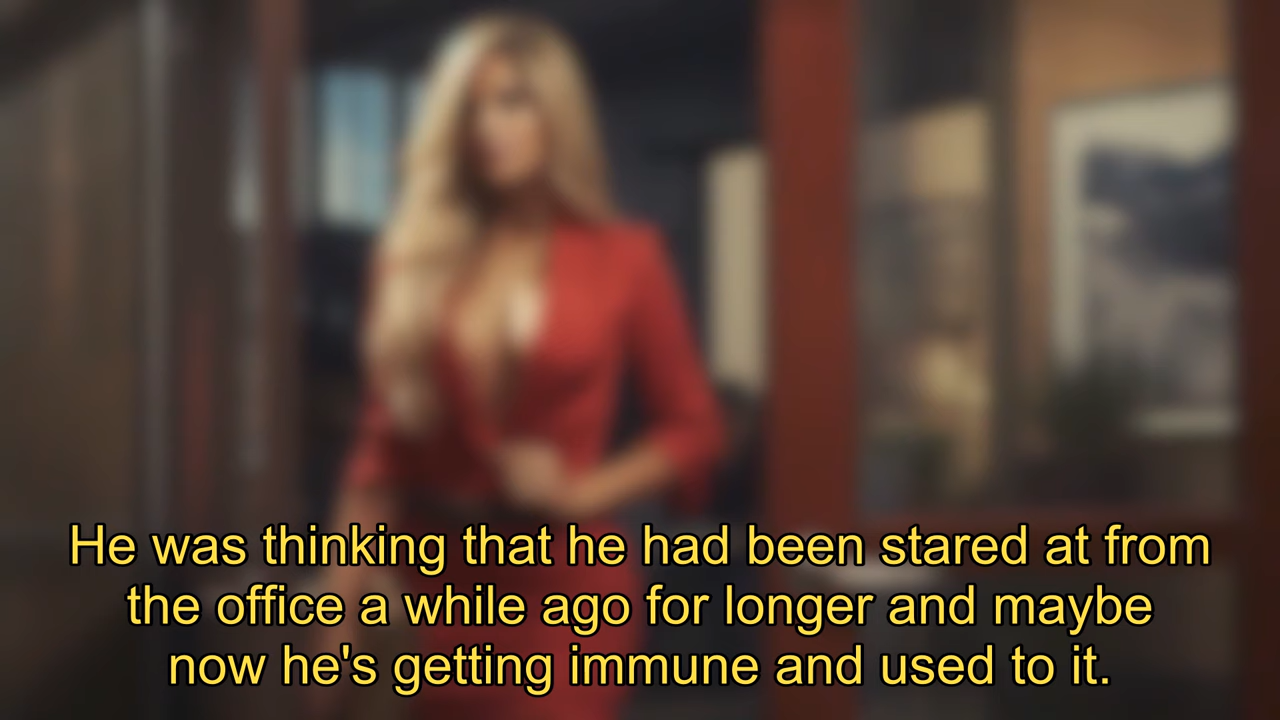 He was thinking that he had been stared at from
the office a while ago for longer and maybe
now he's getting immune and used to it.